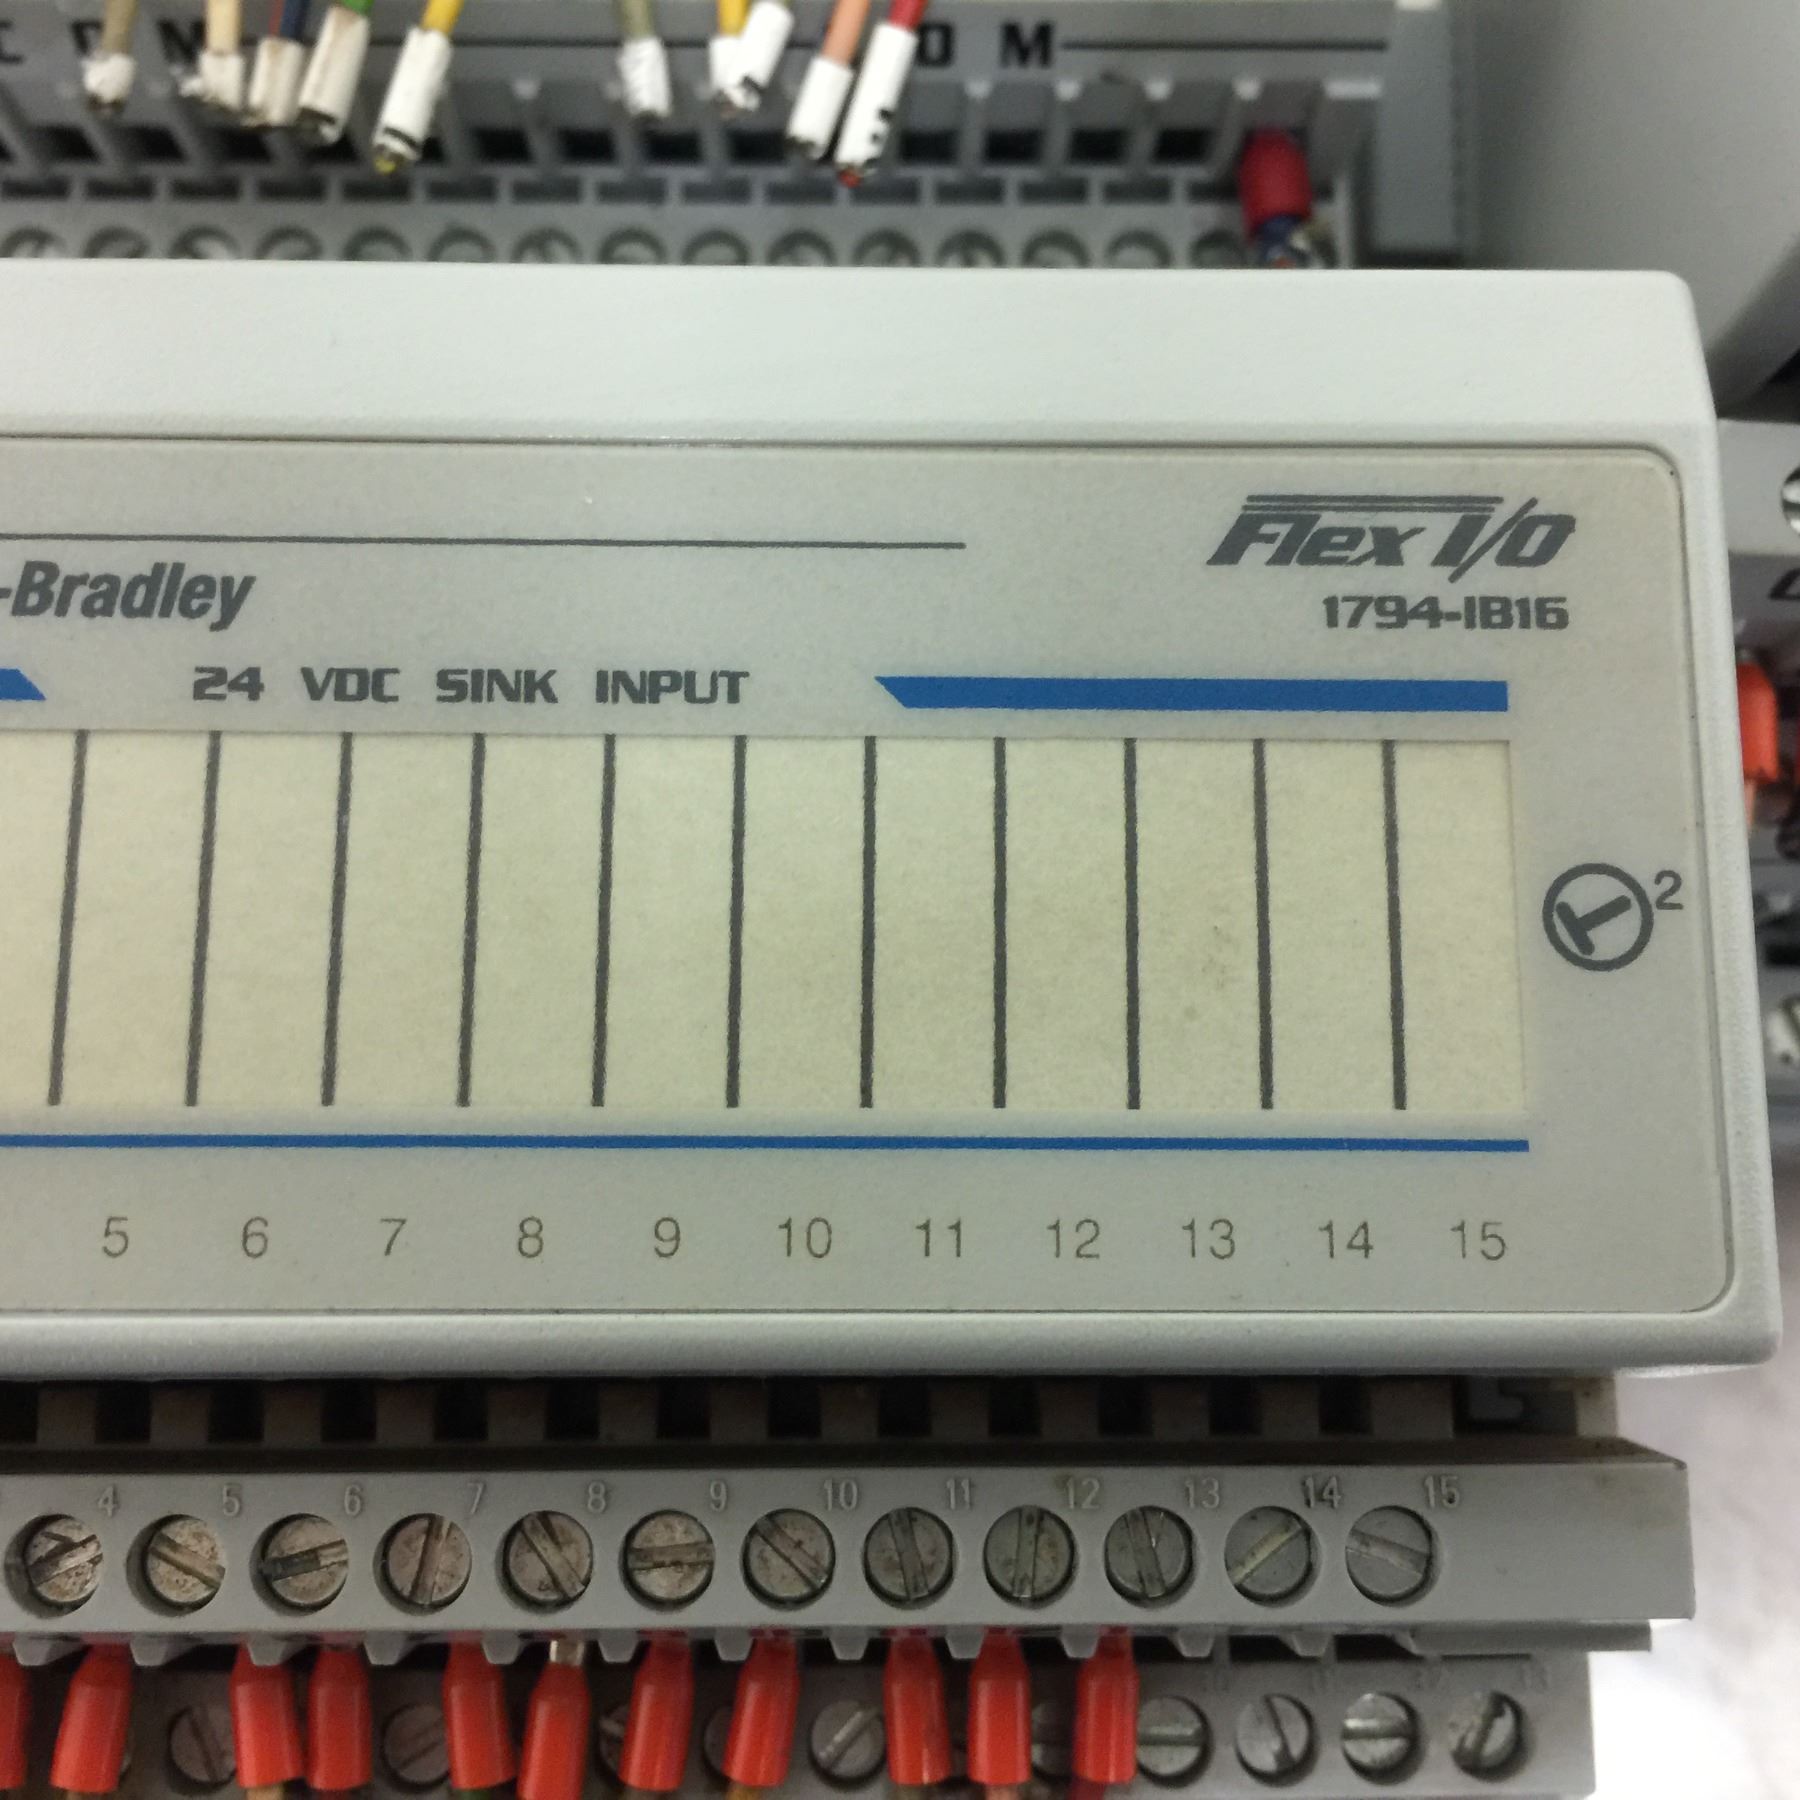 C O M
O M
Flex I/O
-Bradley
1794-IB16
24 VDC SINK INPUT
2
5 6 7 8 9 10 11 12 13 14 15
4 5 6 7 8 9 10 11 12 13 14 15